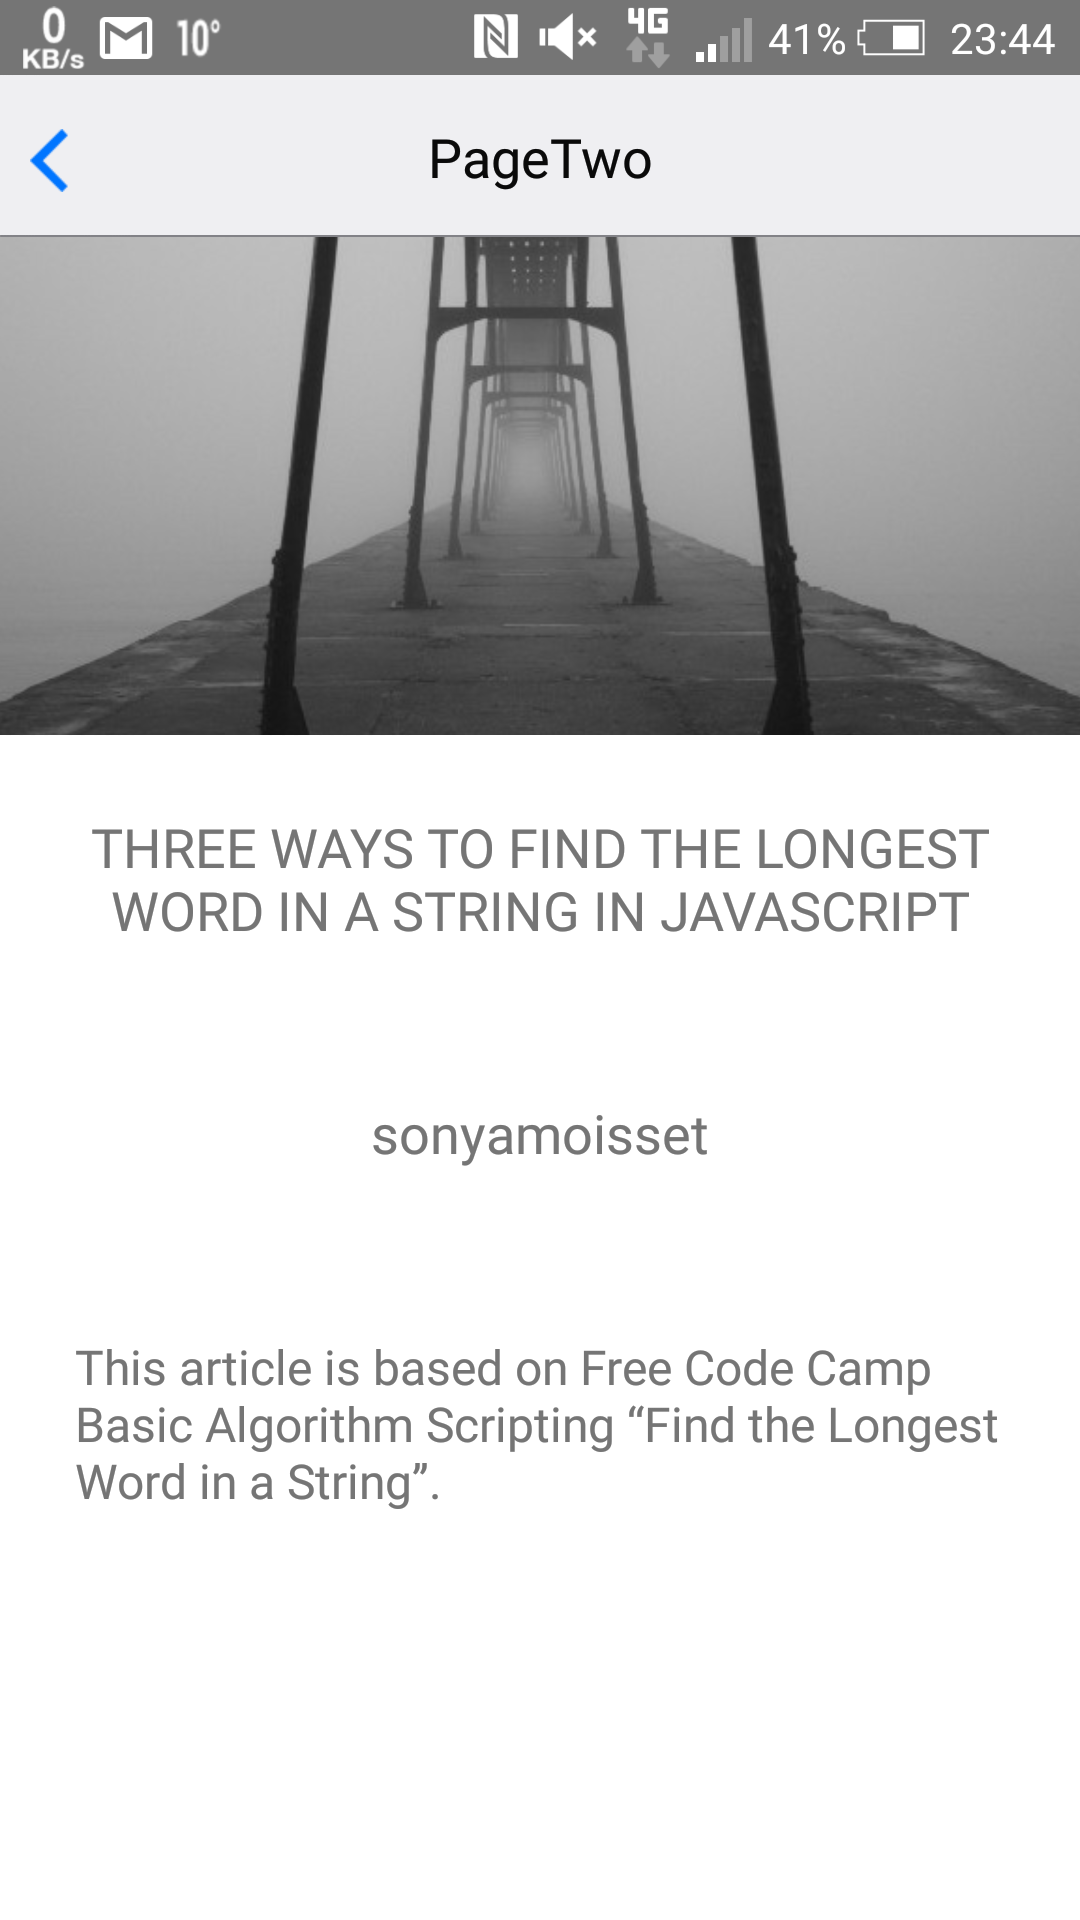 0
KB/s
10°
4G
41%
23:44
PageTwo
THREE WAYS TO FIND THE LONGEST
WORD IN A STRING IN JAVASCRIPT
sonyamoisset
This article is based on Free Code Camp
Basic Algorithm Scripting “Find the Longest
Word in a String”.